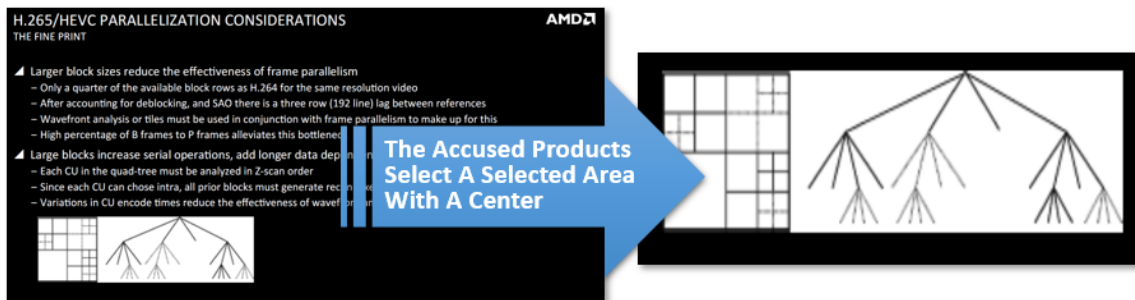 H.265/HEVC PARALLELIZATION CONSIDERATIONS
AMD
THE FINE PRINT
Larger block sizes reduce the effectiveness of frame parallelism
– Only a quarter of the available block rows as H.264 for the same resolution video
– After accounting for deblocking, and SAO there is a three row (192 line) lag between references
– Wavefront analysis or tiles must be used in conjunction with frame parallelism to make up for this
– High percentage of B frames to P frames alleviates this
Large blocks increase serial operations, add longer data
– Each CU in the quad-tree must be analyzed in Z-scan order
– Since each CU can chose intra, all prior blocks must generate
– Variations in CU encode times reduce the effectiveness of
The Accused Products
Select A Selected Area
With A Center